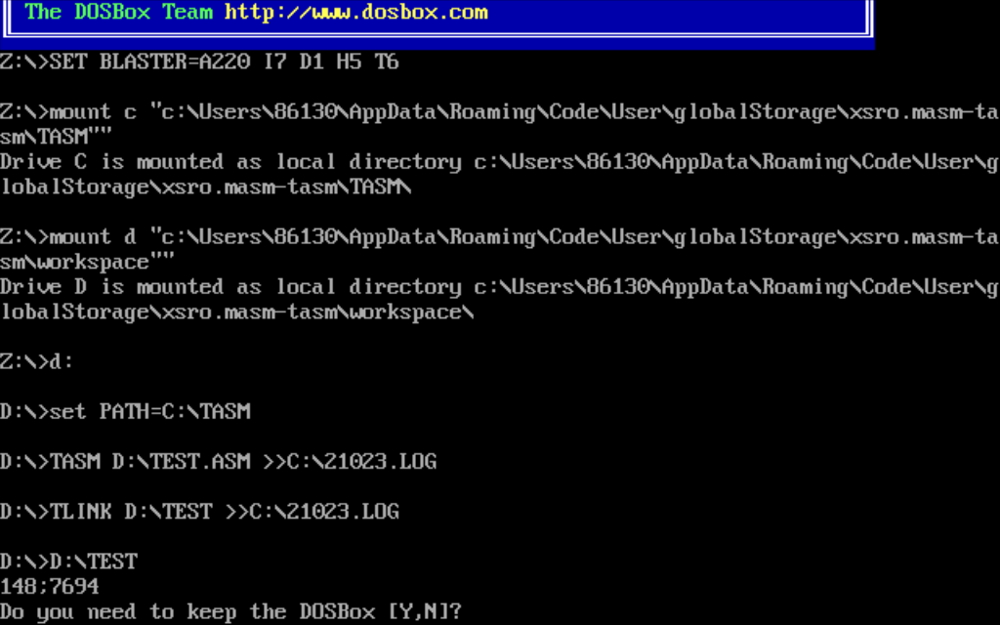 The DOSBox Team http://www.dosbox.com
Z:\>SET BLASTER=A220 I7 D1 H5 T6
Z:\>mount c "c:\Users\86130\AppData\Roaming\Code\User\globalStorage\xsro.masm-ta
sm\TASM""
Drive C is mounted as local directory c:\Users\86130\AppData\Roaming\Code\User\g
lobalStorage\xsro.masm-tasm\TASM\
Z:\>mount d "c:\Users\86130\AppData\Roaming\Code\User\globalStorage\xsro.masm-ta
sm\workspace""
Drive D is mounted as local directory c:\Users\86130\AppData\Roaming\Code\User\g
lobalStorage\xsro.masm-tasm\workspace\
Z:\>d:
D:\>set PATH=C:\TASM
D:\>TASM D:\TEST.ASM >>C:\21023.LOG
D:\>TLINK D:\TEST >>C:\21023.LOG
D:\>D:\TEST
148;7694
Do you need to keep the DOSBox [Y,N]?